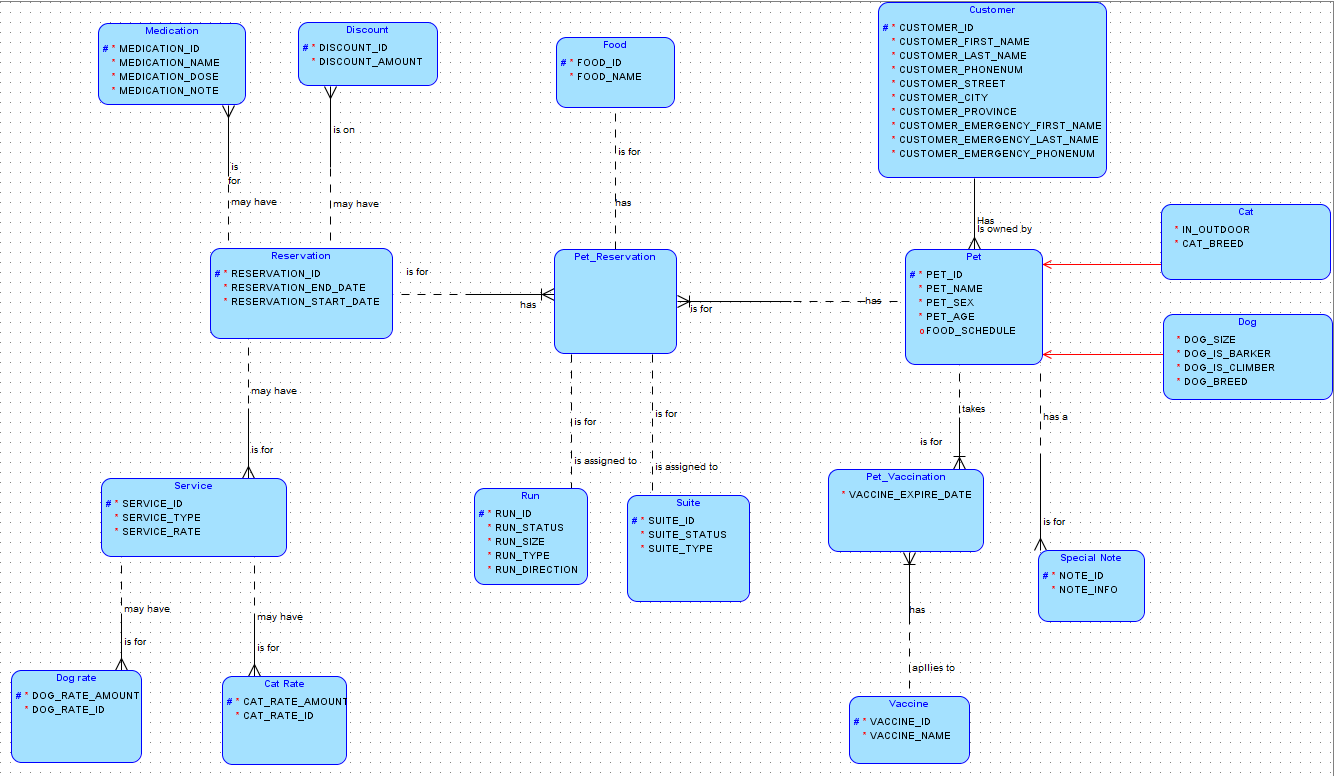 Medication
# * MEDICATION_ID
* MEDICATION_NAME
* MEDICATION_DOSE
* MEDICATION_NOTE
Discount
# * DISCOUNT_ID
* DISCOUNT_AMOUNT
Food
# * FOOD_ID
* FOOD_NAME
Customer
# * CUSTOMER_ID
* CUSTOMER_FIRST_NAME
* CUSTOMER_LAST_NAME
* CUSTOMER_PHONENUM
* CUSTOMER_STREET
* CUSTOMER_CITY
* CUSTOMER_PROVINCE
* CUSTOMER_EMERGENCY_FIRST_NAME
* CUSTOMER_EMERGENCY_LAST_NAME
* CUSTOMER_EMERGENCY_PHONENUM
is
for
may have
is on
may have
is for
has
Has
Is owned by
Cat
* IN_OUTDOOR
* CAT_BREED
Reservation
# * RESERVATION_ID
* RESERVATION_END_DATE
* RESERVATION_START_DATE
is for
has
Pet_Reservation
is for
has
Pet
# * PET_ID
* PET_NAME
* PET_SEX
* PET_AGE
o FOOD_SCHEDULE
Dog
* DOG_SIZE
* DOG_IS_BARKER
* DOG_IS_CLIMBER
* DOG_BREED
may have
is for
is for
is assigned to
is for
is assigned to
takes
is for
has a
is for
Service
# * SERVICE_ID
* SERVICE_TYPE
* SERVICE_RATE
Run
# * RUN_ID
* RUN_STATUS
* RUN_SIZE
* RUN_TYPE
* RUN_DIRECTION
Suite
# * SUITE_ID
* SUITE_STATUS
* SUITE_TYPE
Pet_Vaccination
* VACCINE_EXPIRE_DATE
Special Note
# * NOTE_ID
* NOTE_INFO
may have
is for
may have
is for
has
apllies to
Dog rate
# * DOG_RATE_AMOUNT
* DOG_RATE_ID
Cat Rate
# * CAT_RATE_AMOUNT
* CAT_RATE_ID
Vaccine
# * VACCINE_ID
* VACCINE_NAME